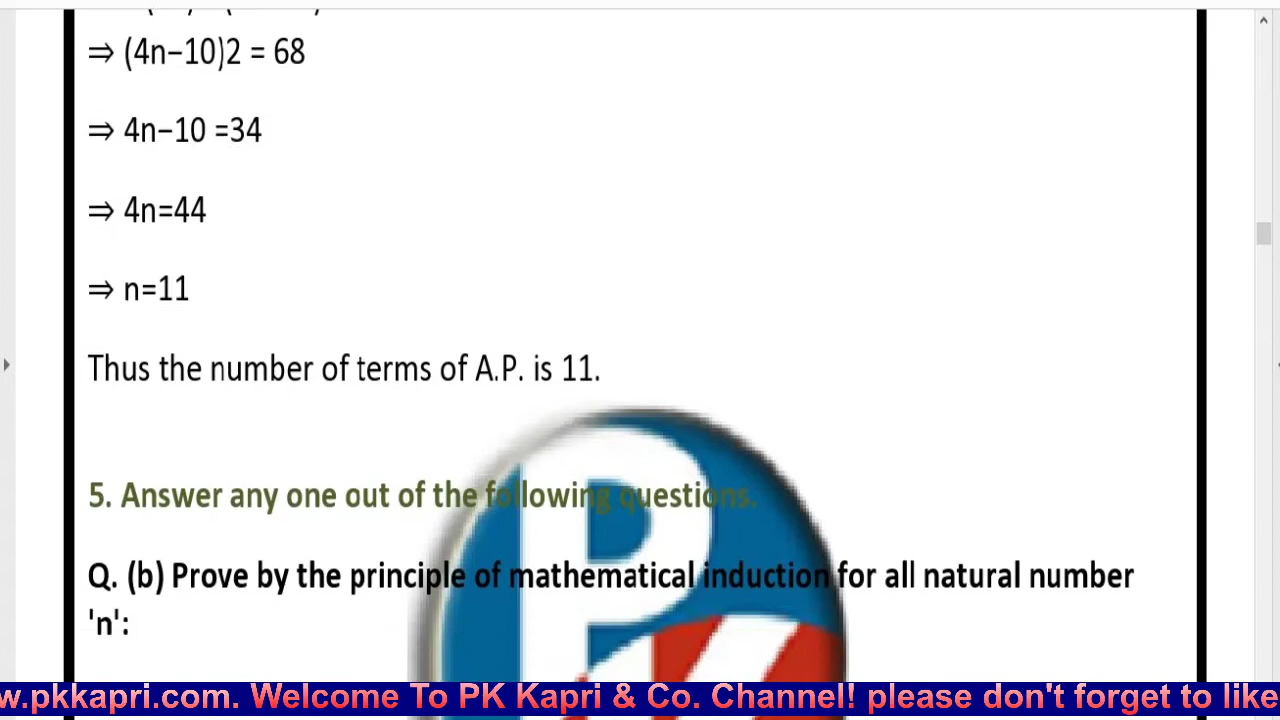 ⇒ (4n−10)2 = 68
⇒ 4n−10 =34
⇒ 4n=44
⇒ n=11
Thus the number of terms of A.P. is 11.
5. Answer any one out of the following questions.
Q. (b) Prove by the principle of mathematical induction for all natural number
'n':
w.pkkapri.com. Welcome To PK Kapri & Co. Channel! please don't forget to like